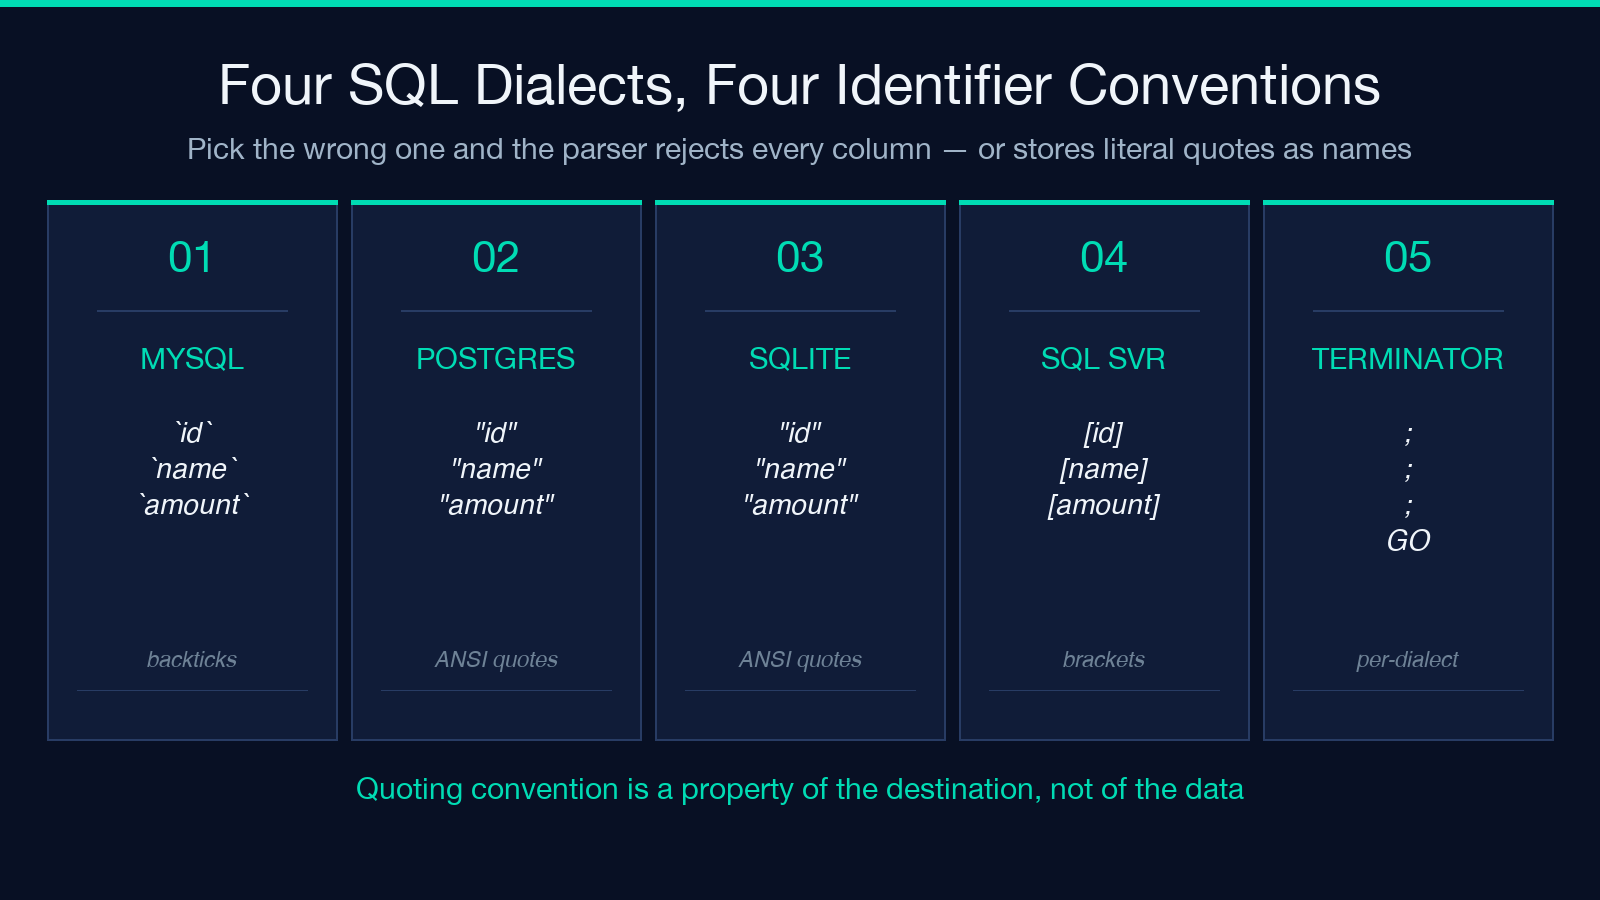 Four SQL Dialects, Four Identifier Conventions
Pick the wrong one and the parser rejects every column — or stores literal quotes as names
01
MYSQL
`id`
`name`
`amount`
backticks
02
POSTGRES
"id"
"name"
"amount"
ANSI quotes
03
SQLITE
"id"
"name"
"amount"
ANSI quotes
04
SQL SVR
[id]
[name]
[amount]
brackets
05
TERMINATOR
;
;
;
GO
per-dialect
Quoting convention is a property of the destination, not of the data